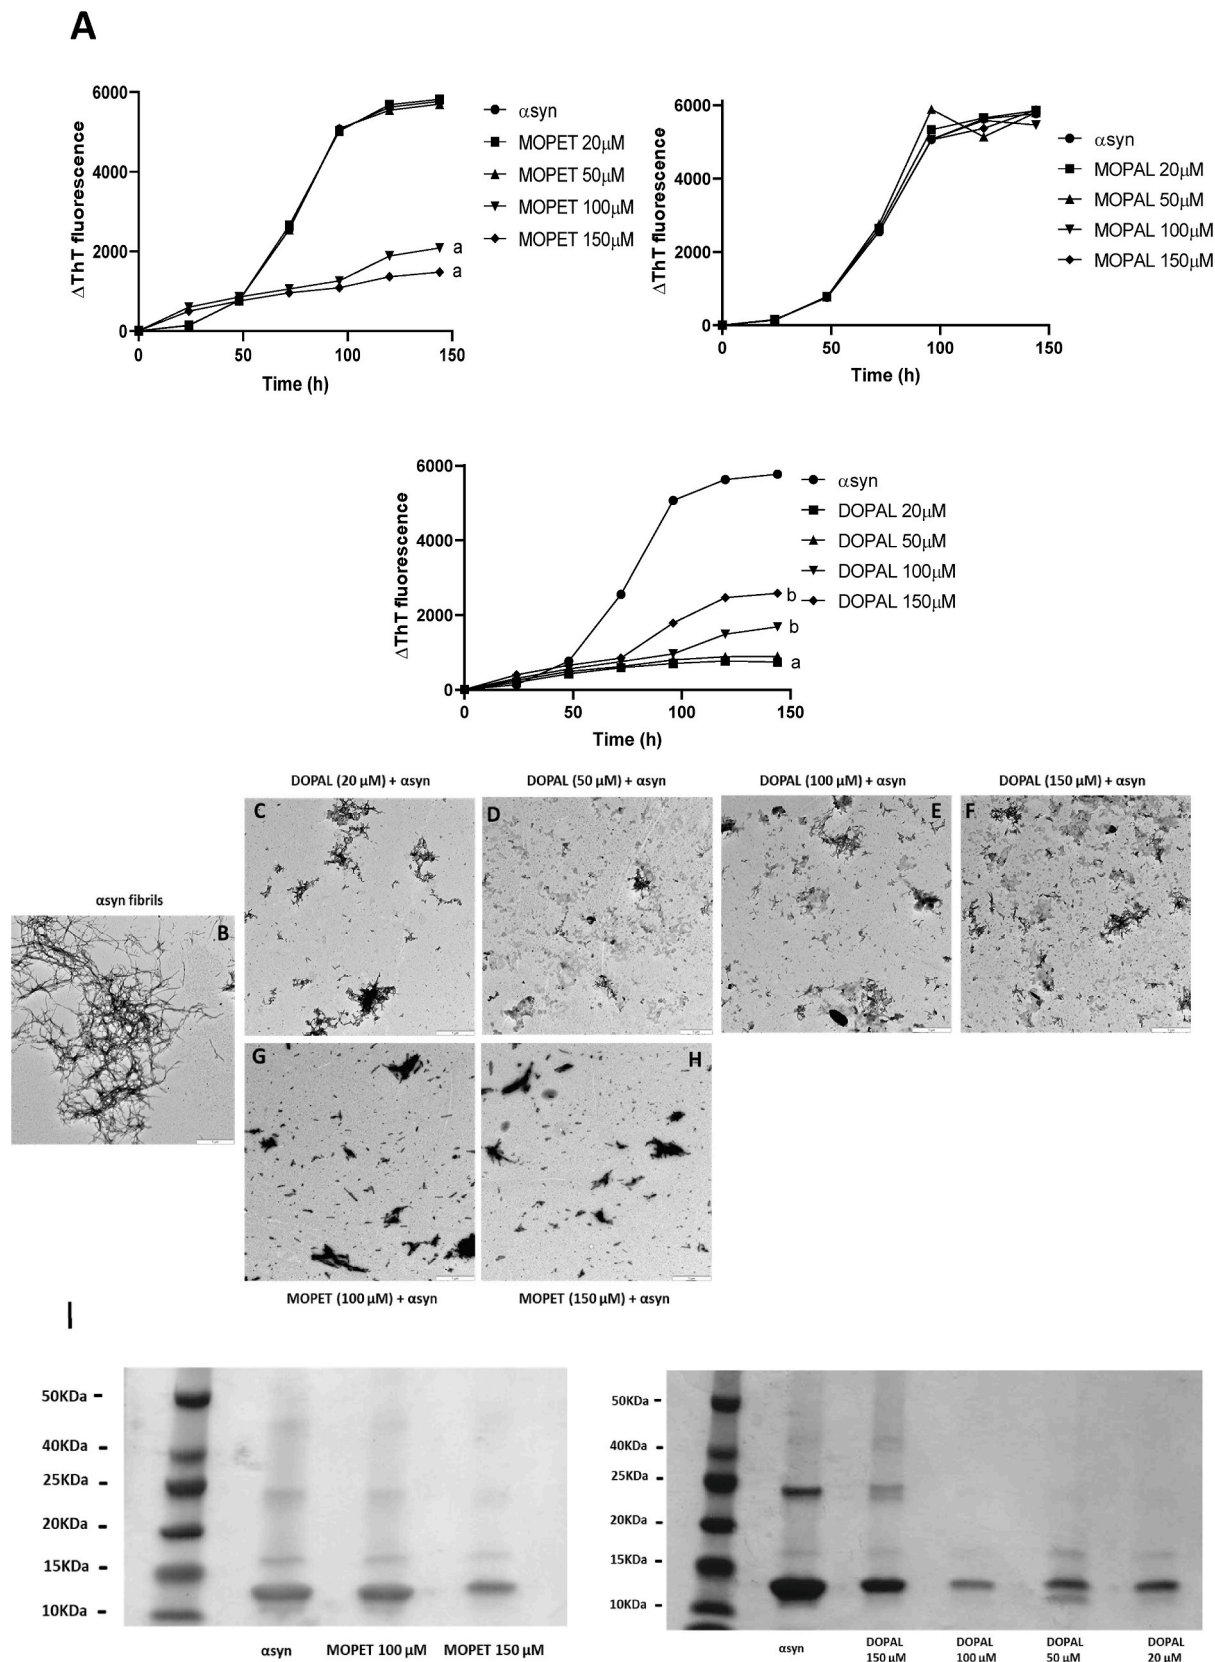 A
6000
4000
2000
0
0 50 100 150
ΔThT fluorescence
Time (h)
αsyn
MOPET 20μM
MOPET 50μM
MOPET 100μM
MOPET 150μM
a
a
6000
4000
2000
0
0 50 100 150
ΔThT fluorescence
Time (h)
αsyn
MOPAL 20μM
MOPAL 50μM
MOPAL 100μM
MOPAL 150μM
6000
4000
2000
0
0 50 100 150
ΔThT fluorescence
Time (h)
αsyn
DOPAL 20μM
DOPAL 50μM
DOPAL 100μM
DOPAL 150μM
b
b
a
DOPAL (20 μM) + αsyn
DOPAL (50 μM) + αsyn
DOPAL (100 μM) + αsyn
DOPAL (150 μM) + αsyn
C
D
E
F
αsyn fibrils
B
G
H
MOPET (100 μM) + αsyn
MOPET (150 μM) + αsyn
I
50KDa
40KDa
25KDa
20KDa
15KDa
10KDa
αsyn
MOPET 100 μM
MOPET 150 μM
50KDa
40KDa
25KDa
20KDa
15KDa
10KDa
αsyn
DOPAL
150 μM
DOPAL
100 μM
DOPAL
50 μM
DOPAL
20 μM